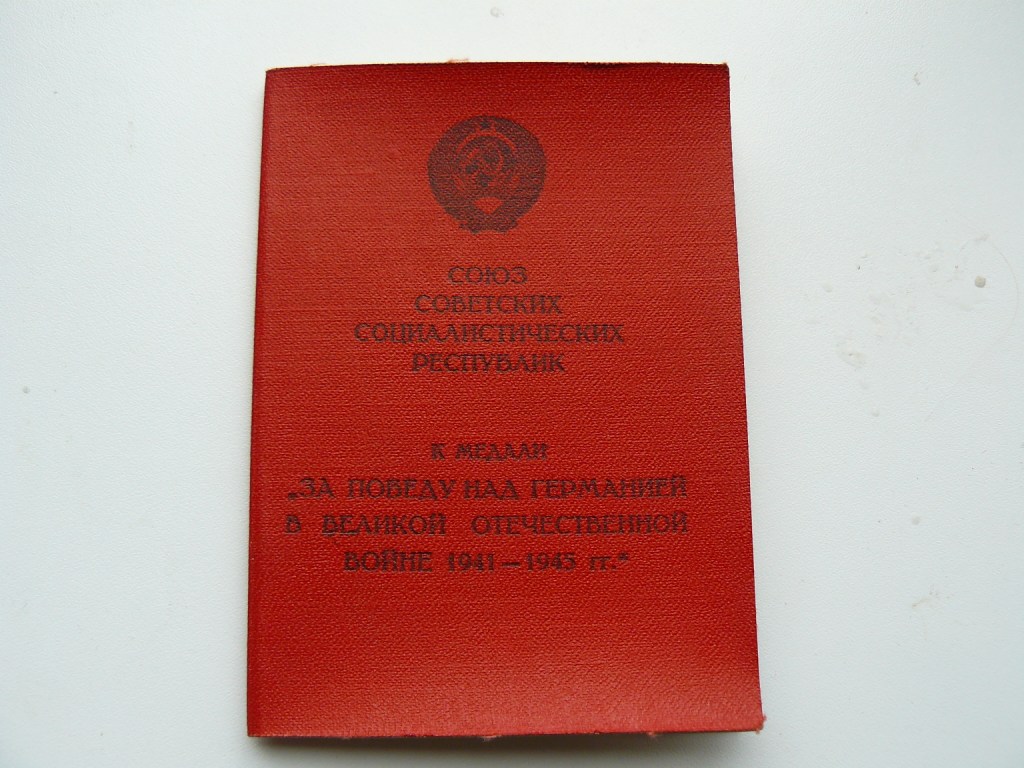 СОЮЗ
СОВЕТСКИХ
СОЦИАЛИСТИЧЕСКИХ
РЕСПУБЛИК
К МЕДАЛИ
„ЗА ПОБЕДУ НАД ГЕРМАНИЕЙ
В ВЕЛИКОЙ ОТЕЧЕСТВЕННОЙ
ВОЙНЕ 1941 — 1945 гг.“